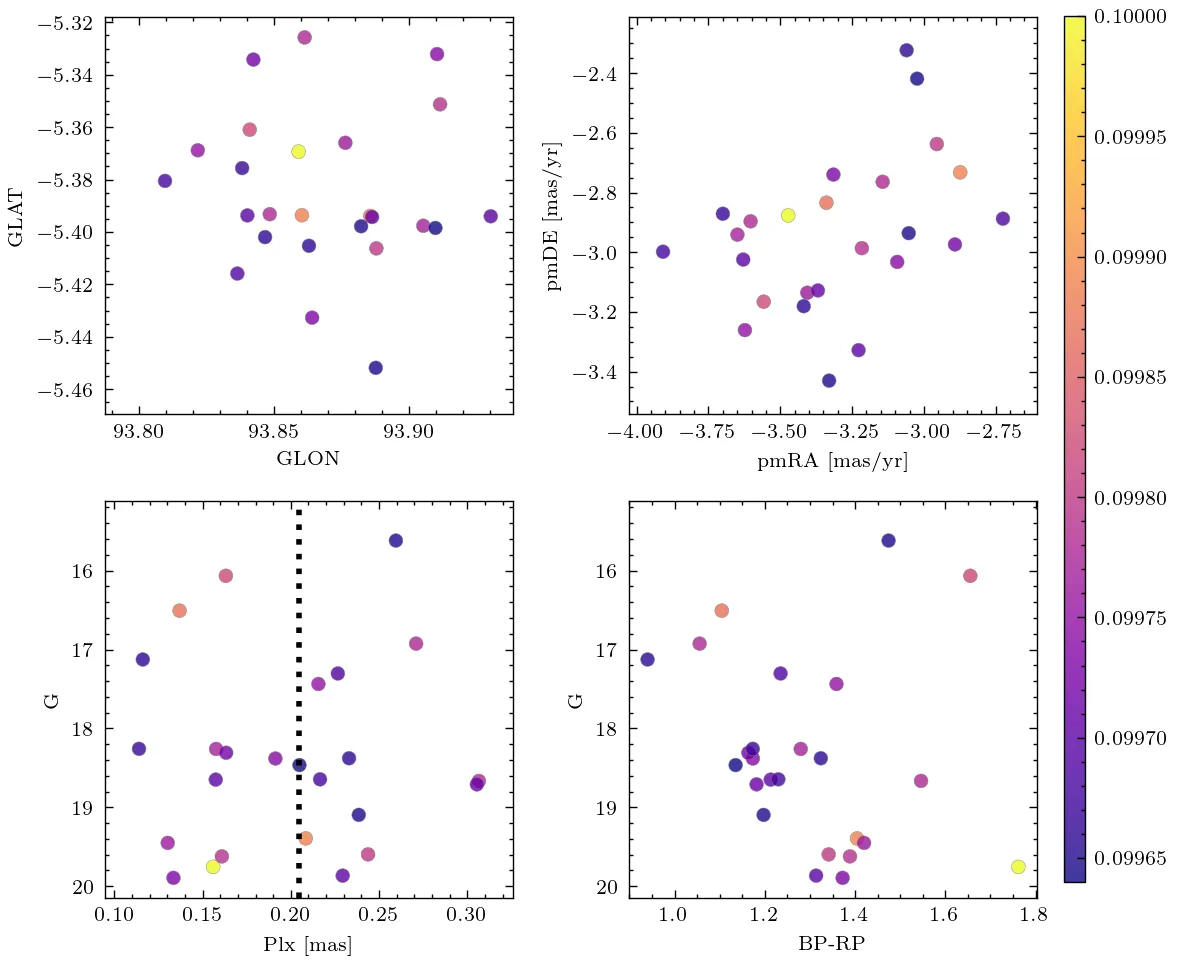 −5.32
−5.34
−5.36
−5.38
−5.40
−5.42
−5.44
−5.46
GLAT
93.80 93.85 93.90
GLON
−2.4
−2.6
−2.8
−3.0
−3.2
−3.4
pmDE [mas/yr]
−4.00 −3.75 −3.50 −3.25 −3.00 −2.75
pmRA [mas/yr]
16
17
18
19
20
G
0.10 0.15 0.20 0.25 0.30
Plx [mas]
16
17
18
19
20
G
1.0 1.2 1.4 1.6 1.8
BP-RP
0.10000
0.09995
0.09990
0.09985
0.09980
0.09975
0.09970
0.09965